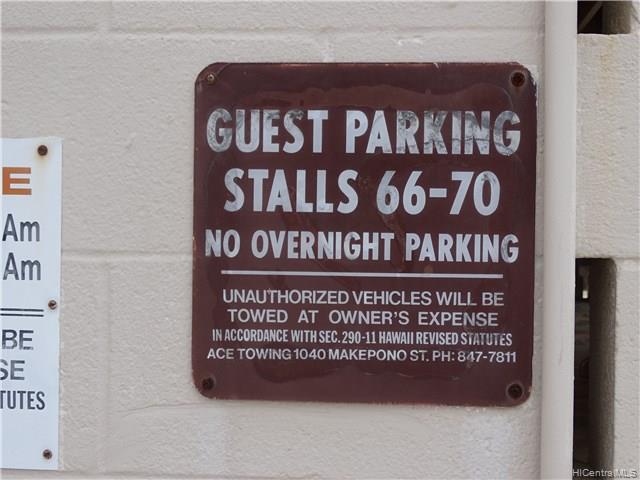 E
Am
Am
BE
SE
TUTES
GUEST PARKING
STALLS 66-70
NO OVERNIGHT PARKING
UNAUTHORIZED VEHICLES WILL BE
TOWED AT OWNER'S EXPENSE
IN ACCORDANCE WITH SEC. 290-11 HAWAII REVISED STATUTES
ACE TOWING 1040 MAKEPONO ST. PH: 847-7811
HICentralMLS